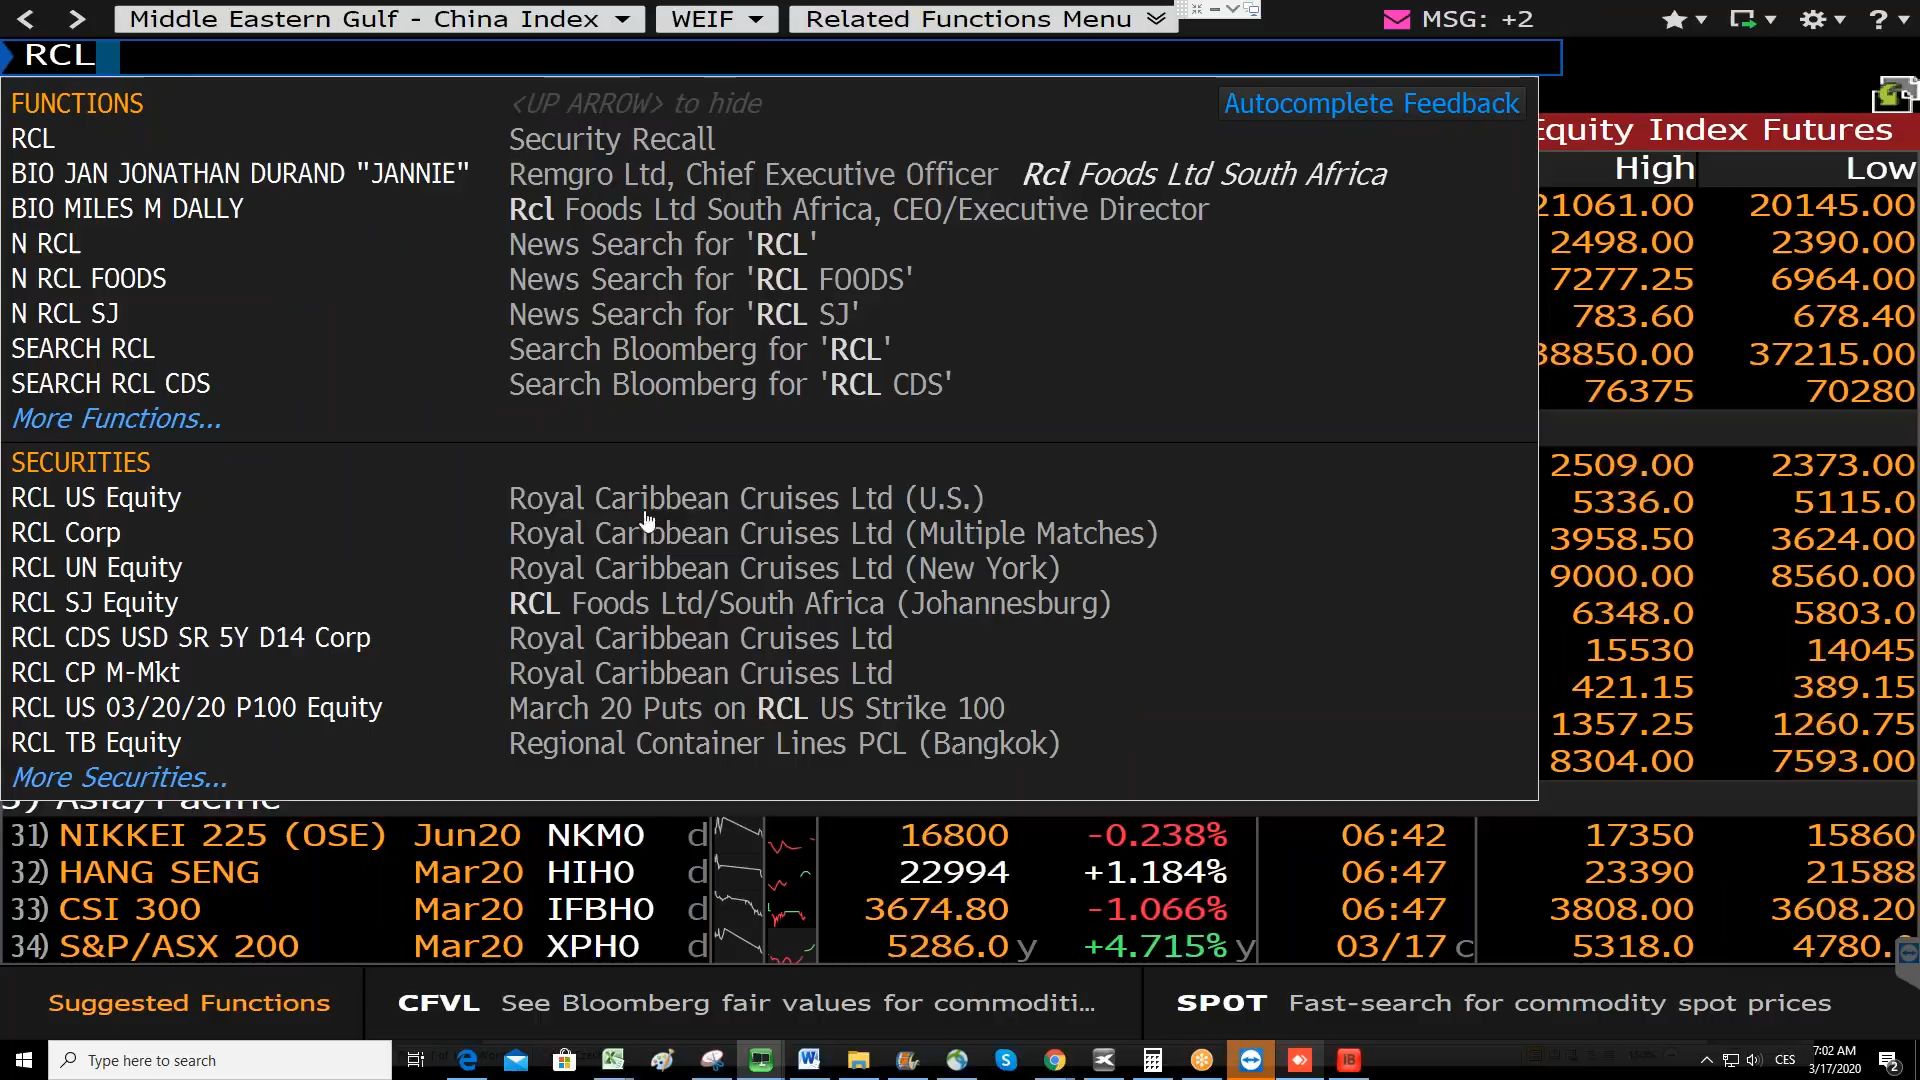 Middle Eastern Gulf - China Index WEIF Related Functions Menu MSG: +2 ?
RCL
FUNCTIONS <UP ARROW> to hide Autocomplete Feedback
RCL Security Recall
BIO JAN JONATHAN DURAND "JANNIE" Remgro Ltd, Chief Executive Officer Rcl Foods Ltd South Africa
BIO MILES M DALLY Rcl Foods Ltd South Africa, CEO/Executive Director
N RCL News Search for 'RCL'
N RCL FOODS News Search for 'RCL FOODS'
N RCL SJ News Search for 'RCL SJ'
SEARCH RCL Search Bloomberg for 'RCL'
SEARCH RCL CDS Search Bloomberg for 'RCL CDS'
More Functions...
SECURITIES
RCL US Equity Royal Caribbean Cruises Ltd (U.S.)
RCL Corp Royal Caribbean Cruises Ltd (Multiple Matches)
RCL UN Equity Royal Caribbean Cruises Ltd (New York)
RCL SJ Equity RCL Foods Ltd/South Africa (Johannesburg)
RCL CDS USD SR 5Y D14 Corp Royal Caribbean Cruises Ltd
RCL CP M-Mkt Royal Caribbean Cruises Ltd
RCL US 03/20/20 P100 Equity March 20 Puts on RCL US Strike 100
RCL TB Equity Regional Container Lines PCL (Bangkok)
More Securities...
Equity Index Futures
High Low
21061.00 20145.00
2498.00 2390.00
7277.25 6964.00
783.60 678.40
38850.00 37215.00
76375 70280
2509.00 2373.00
5336.0 5115.0
3958.50 3624.00
9000.00 8560.00
6348.0 5803.0
15530 14045
421.15 389.15
1357.25 1260.75
8304.00 7593.00
Asia/Pacific
31) NIKKEI 225 (OSE) Jun20 NKM0 d 16800 -0.238% 06:42 17350 15860
32) HANG SENG Mar20 HIH0 d 22994 +1.184% 06:47 23390 21588
33) CSI 300 Mar20 IFBH0 d 3674.80 -1.066% 06:47 3808.00 3608.20
34) S&P/ASX 200 Mar20 XPH0 d 5286.0 y +4.715% y 03/17 c 5318.0 4780.
Suggested Functions CFVL See Bloomberg fair values for commoditi... SPOT Fast-search for commodity spot prices
Type here to search
CES
7:02 AM
3/17/2020
2